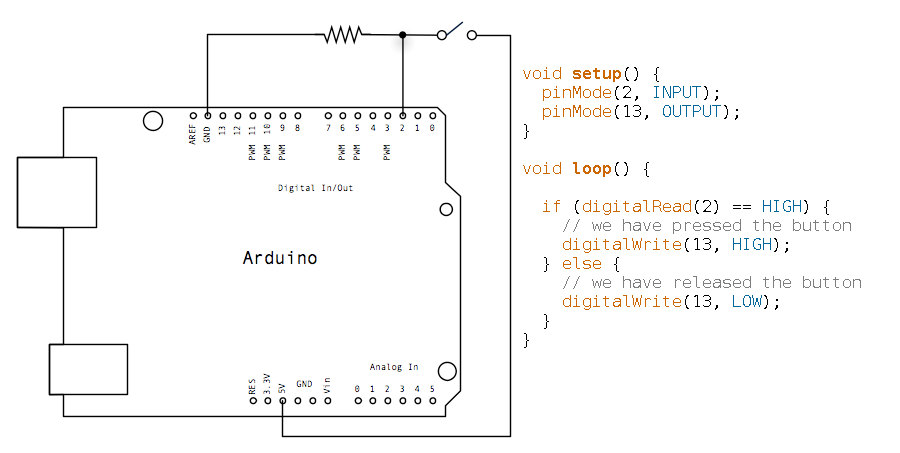 AREF
GND
13
12
PWM 11
PWM 10
PWM 9
8
7
PWM 6
PWM 5
4
PWM 3
2
1
0
Digital In/Out
Arduino
Analog In
RES
3.3V
5V
GND
Vin
0 1 2 3 4 5
void setup() {
  pinMode(2, INPUT);
  pinMode(13, OUTPUT);
}
void loop() {
  if (digitalRead(2) == HIGH) {
    // we have pressed the button
    digitalWrite(13, HIGH);
  } else {
    // we have released the button
    digitalWrite(13, LOW);
  }
}